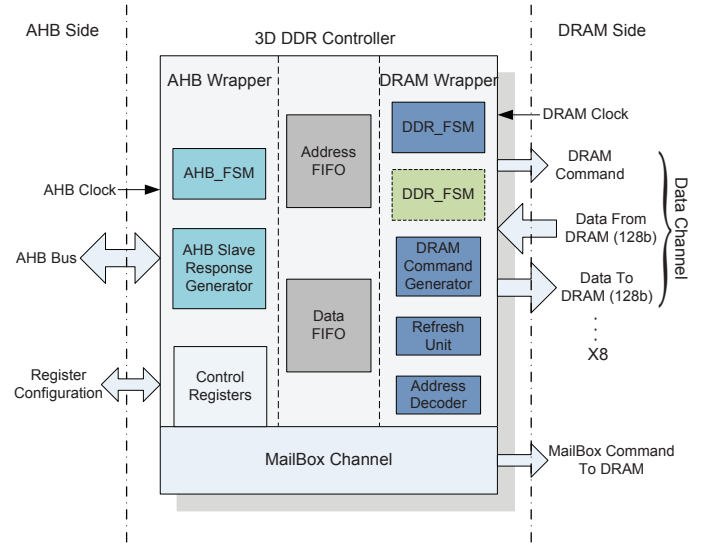 AHB Side
3D DDR Controller
DRAM Side
AHB Wrapper
DRAM Wrapper
AHB Clock
AHB Bus
Register
Configuration
AHB_FSM
AHB Slave
Response
Generator
Control
Registers
Address
FIFO
Data
FIFO
DDR_FSM
DDR_FSM
DRAM
Command
Generator
Refresh
Unit
Address
Decoder
MailBox Channel
DRAM Clock
DRAM
Command
Data From
DRAM (128b)
Data To
DRAM (128b)
X8
Data Channel
MailBox Command
To DRAM